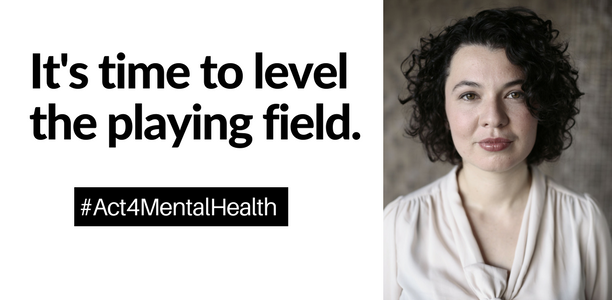 It's time to level
the playing field.
#Act4MentalHealth